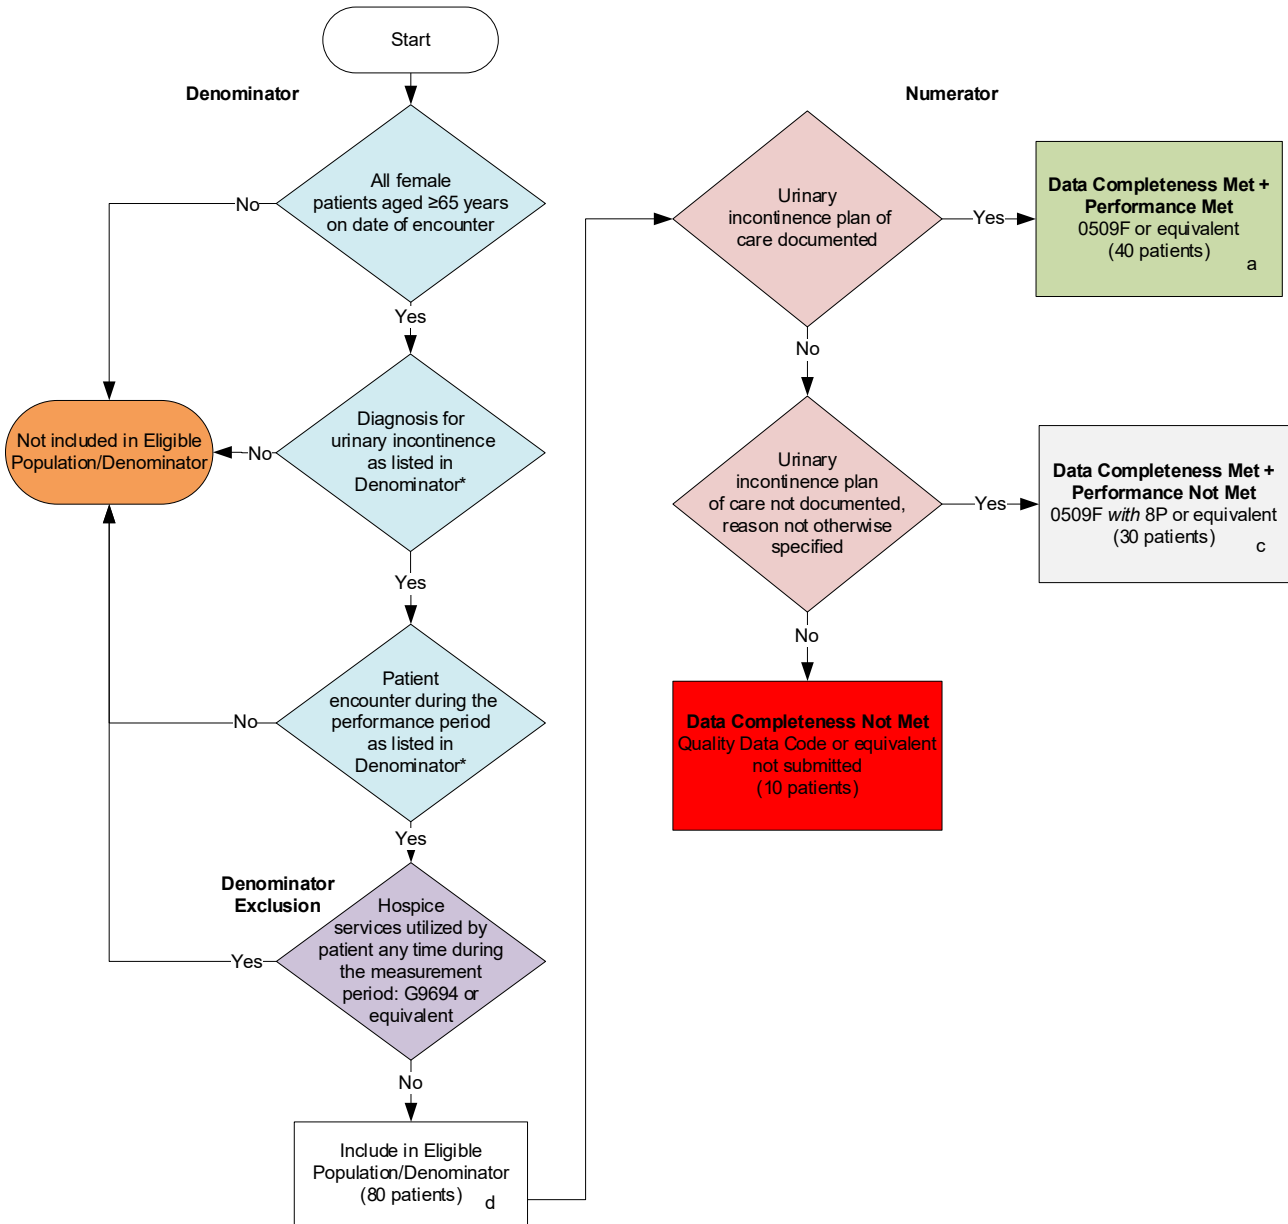 Start
Denominator
All female
patients aged ≥65 years
on date of encounter
No
Yes
Diagnosis for
urinary incontinence
as listed in
Denominator*
No
Not included in Eligible
Population/Denominator
Yes
Patient
encounter during the
performance period
as listed in
Denominator*
No
Yes
Denominator
Exclusion
Hospice
services utilized by
patient any time during
the measurement
period: G9694 or
equivalent
Yes
No
Include in Eligible
Population/Denominator
(80 patients)
d
Numerator
Urinary
incontinence plan of
care documented
Yes
Data Completeness Met +
Performance Met
0509F or equivalent
(40 patients)
a
No
Urinary
incontinence plan
of care not documented,
reason not otherwise
specified
Yes
Data Completeness Met +
Performance Not Met
0509F with 8P or equivalent
(30 patients)
c
No
Data Completeness Not Met
Quality Data Code or equivalent
not submitted
(10 patients)